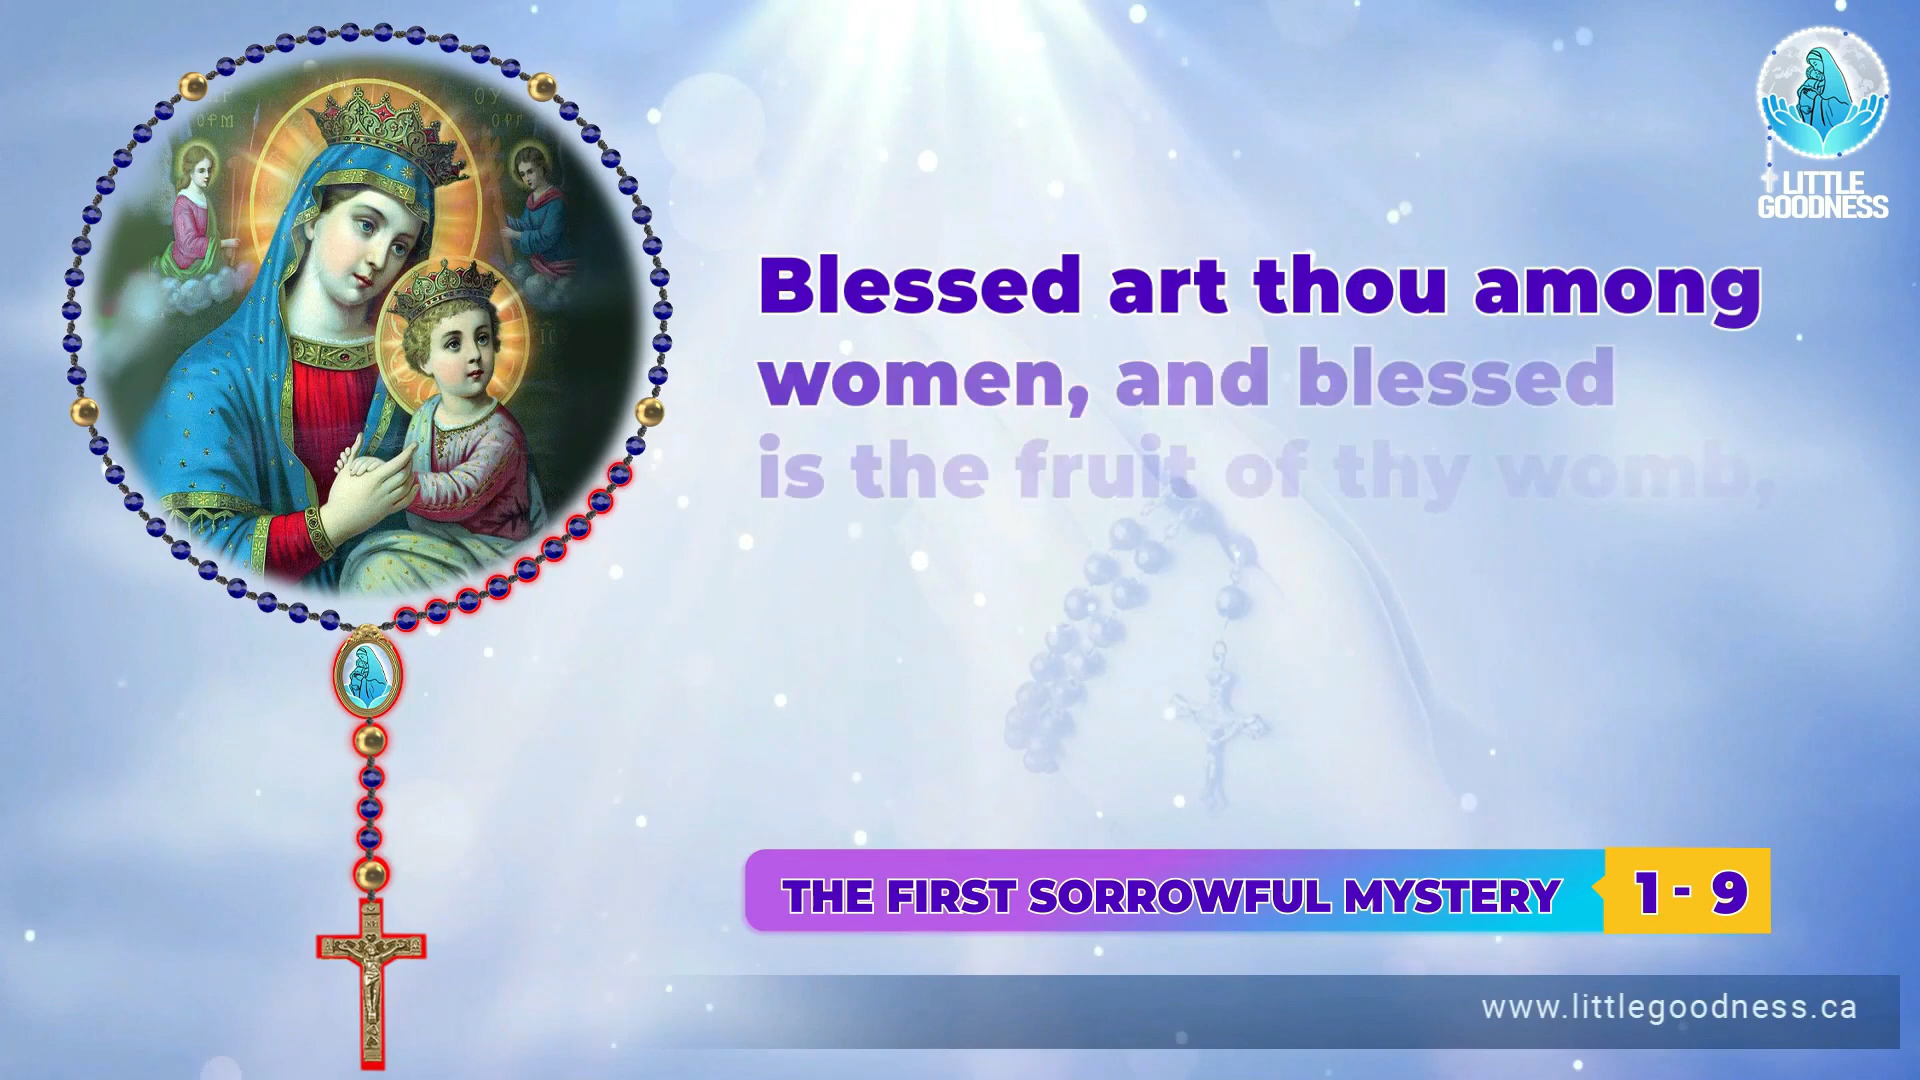 LITTLE
GOODNESS
Blessed art thou among
women, and blessed
is the fruit of thy womb,
THE FIRST SORROWFUL MYSTERY 1 - 9
www.littlegoodness.ca